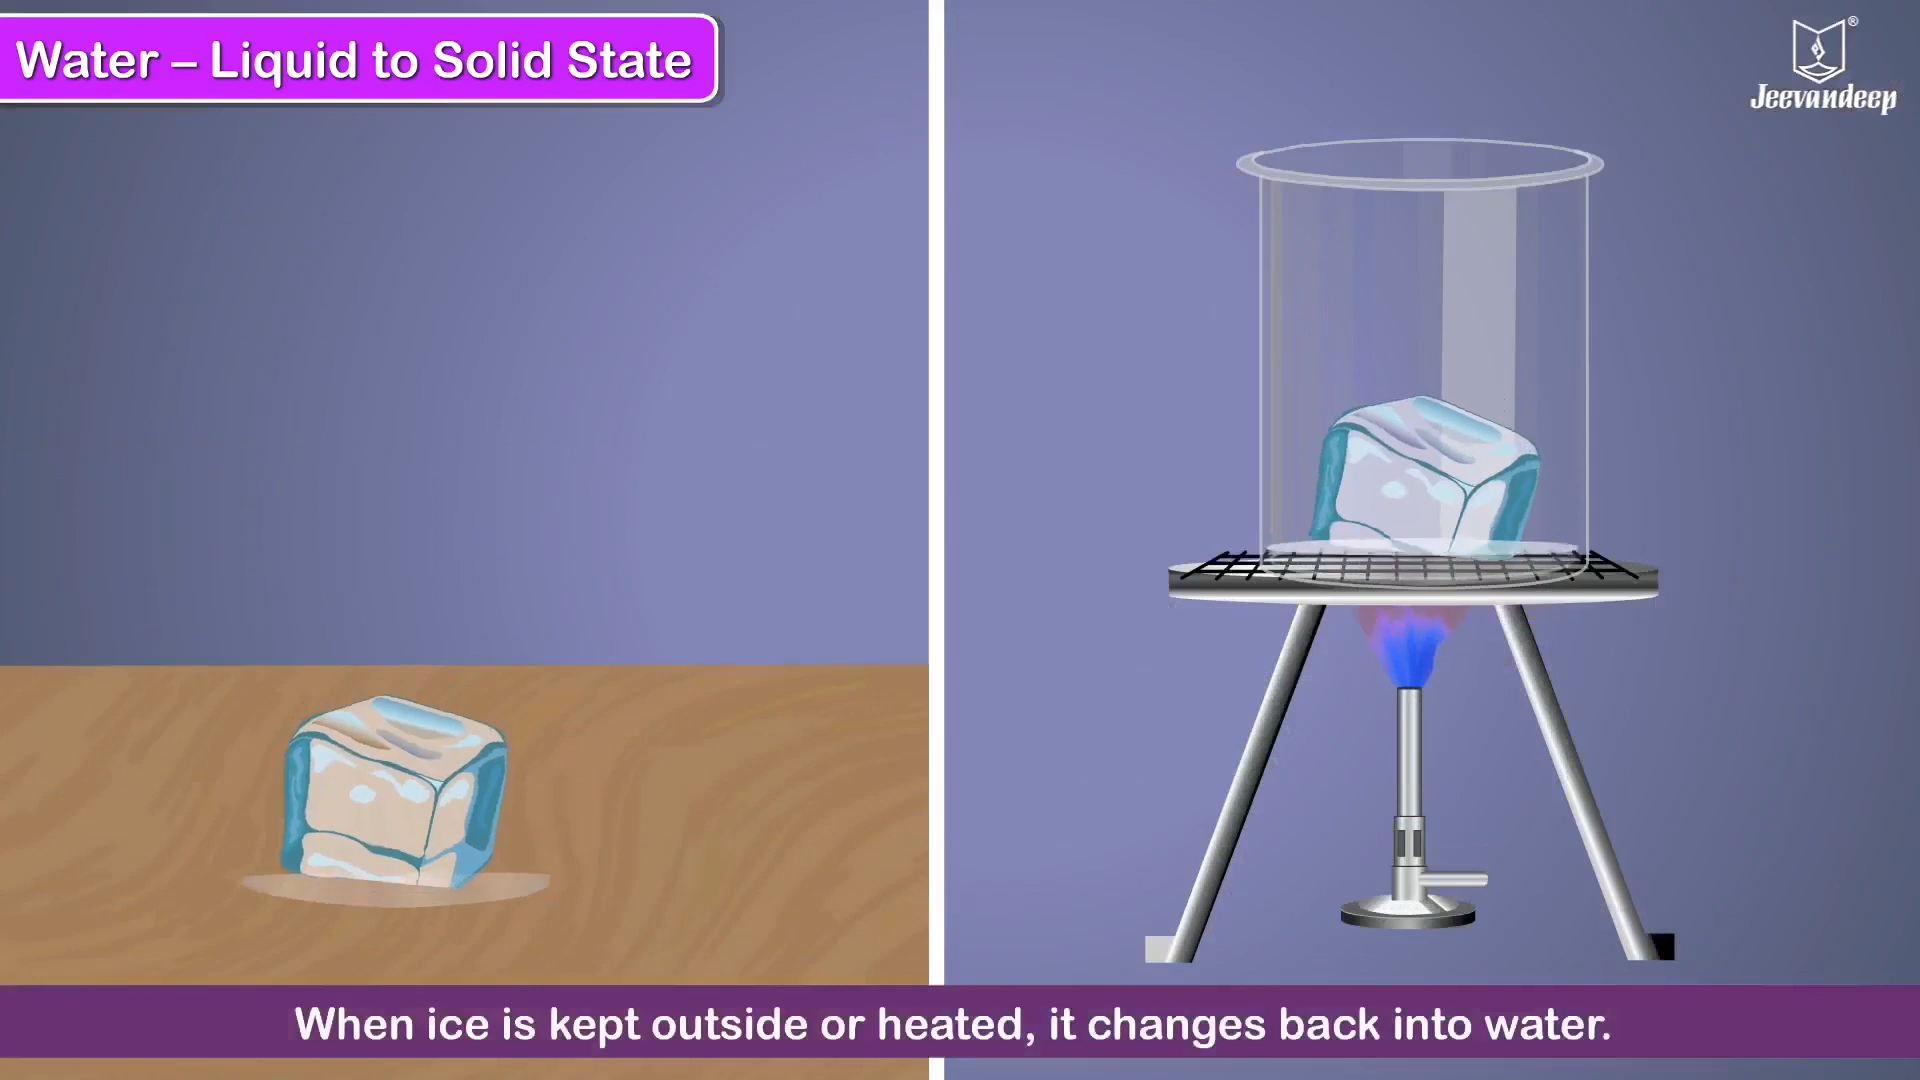 Water – Liquid to Solid State
®
Jeevandeep
When ice is kept outside or heated, it changes back into water.